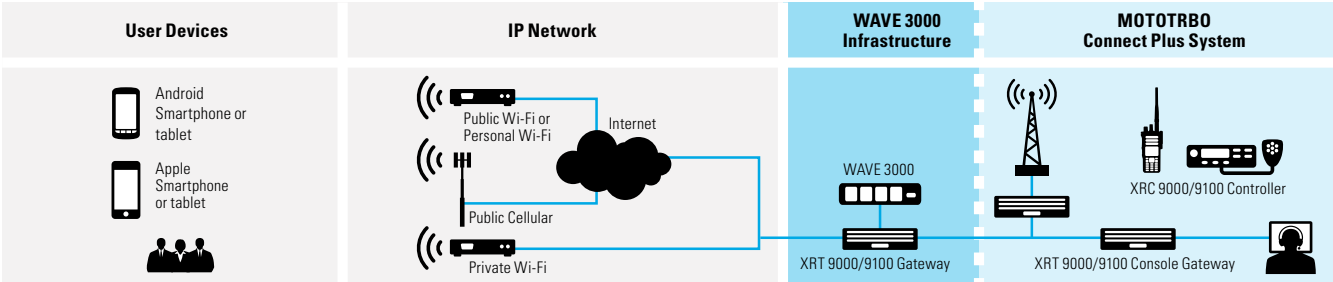 User Devices
IP Network
WAVE 3000
Infrastructure
MOTOTRBO
Connect Plus System
Android
Smartphone or
tablet
Apple
Smartphone
or tablet
Public Wi-Fi or
Personal Wi-Fi
Internet
Public Cellular
Private Wi-Fi
WAVE 3000
XRT 9000/9100 Gateway
XRC 9000/9100 Controller
XRT 9000/9100 Console Gateway